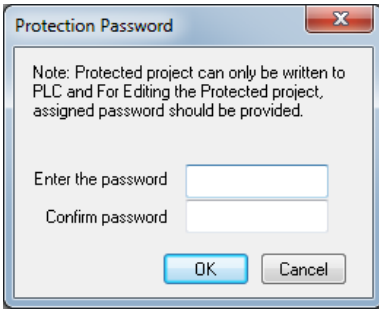 Protection Password
Note: Protected project can only be written to
PLC and For Editing the Protected project,
assigned password should be provided.
Enter the password
Confirm password
OK
Cancel